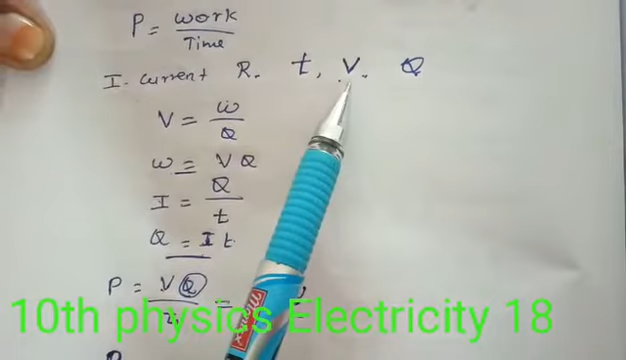 P = work / Time
I. current R. t, V. Q
V = w / Q
w = VQ
I = Q / t
Q = It
P = VQ / =
10th physics Electricity 18